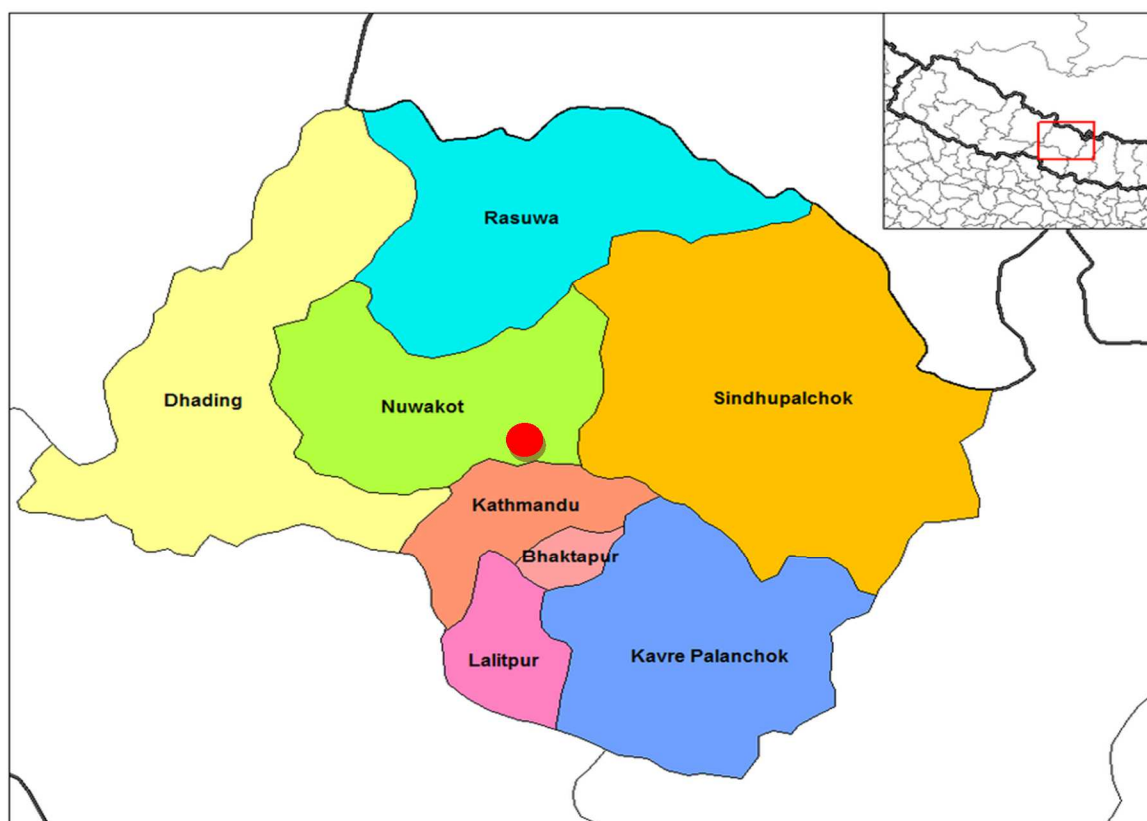 Rasuwa
Sindhupalchok
Dhading
Nuwakot
Kathmandu
Bhaktapur
Kavre Palanchok
Lalitpur